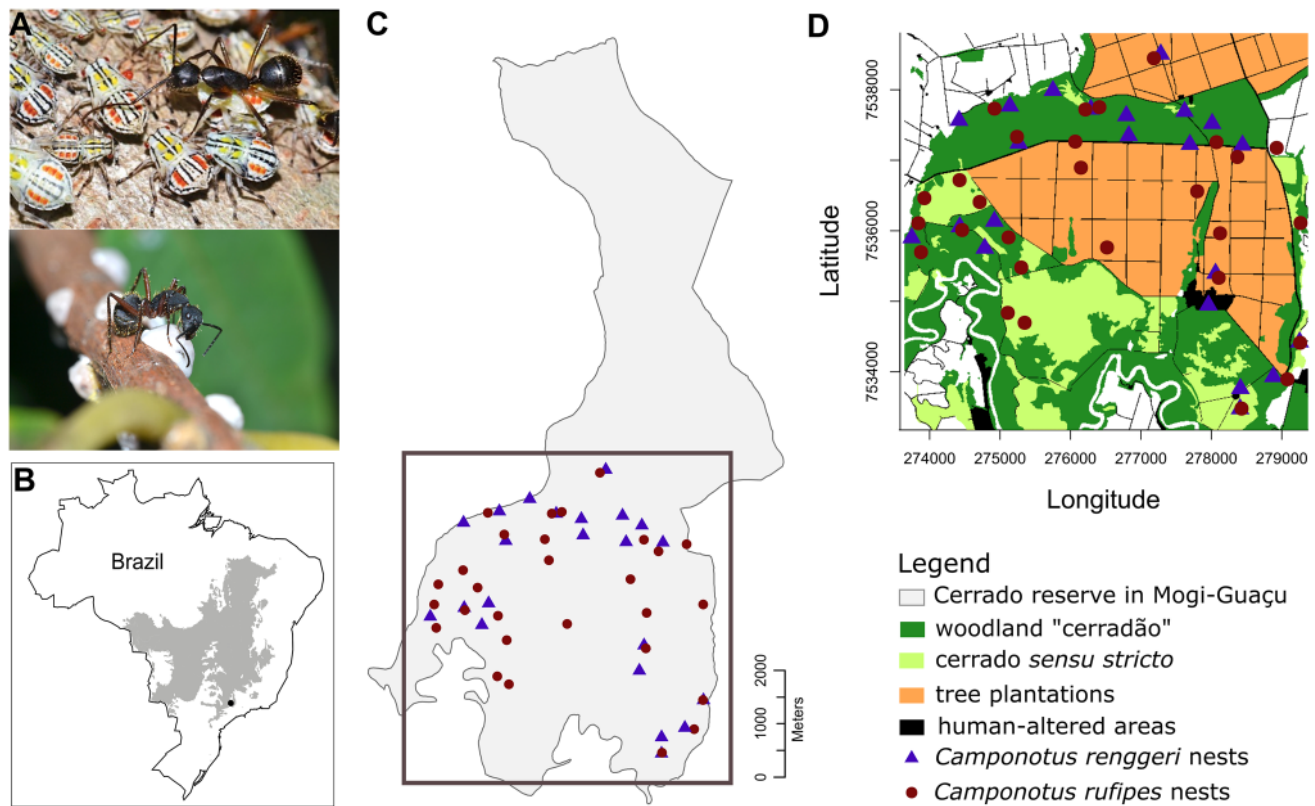 A
B
Brazil
C
0
1000
2000
Meters
D
Latitude
7538000
7536000
7534000
274000 275000 276000 277000 278000 279000
Longitude
Legend
Cerrado reserve in Mogi-Guaçu
woodland "cerradão"
cerrado sensu stricto
tree plantations
human-altered areas
Camponotus renggeri nests
Camponotus rufipes nests